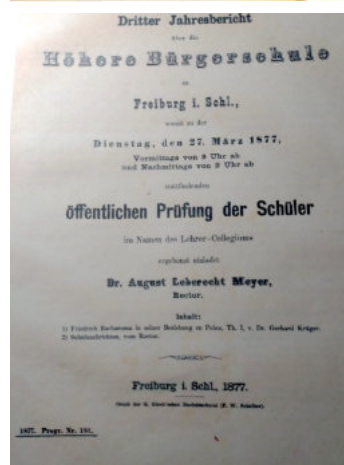 Dritter Jahresbericht
über die
Höhere Bürgerschule
zu
Freiburg i. Schl.,
womit zu der
Dienstag, den 27. März 1877,
Vormittags von 8 Uhr ab
und Nachmittags von 2 Uhr ab
stattfindenden
öffentlichen Prüfung der Schüler
im Namen des Lehrer-Collegiums
ergebenst einladet
Dr. August Leberecht Meyer,
Rector.
Inhalt:
1) Friedrich Barbarossa in seiner Beziehung zu Polen, Th. I, v. Dr. Gerhard Krüger.
2) Schulnachrichten, vom Rector.
Freiburg i. Schl., 1877.
Druck der
1877. Progr. Nr.